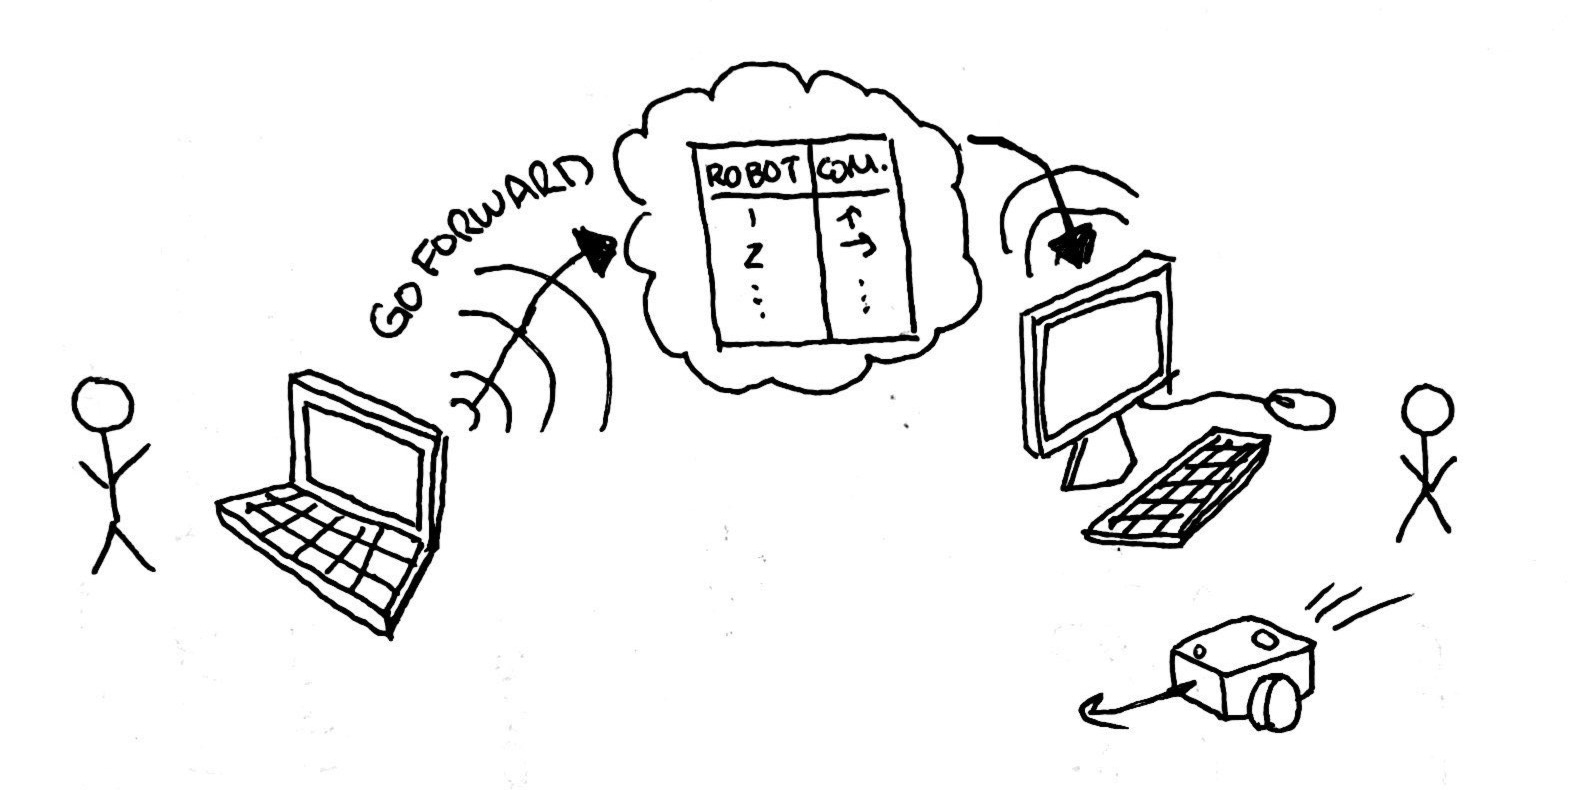 GO FORWARD
ROBOT COM.
1 ↑
2 →
⋮ ⋮